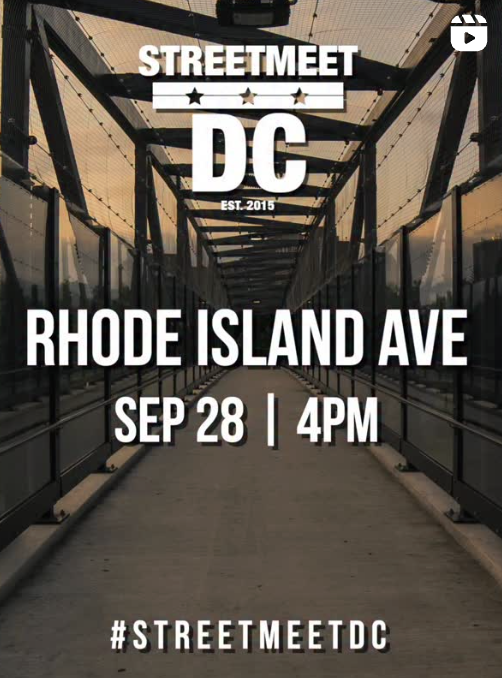 STREETMEET
DC
EST. 2015
RHODE ISLAND AVE
SEP 28 | 4PM
#STREETMEETDC